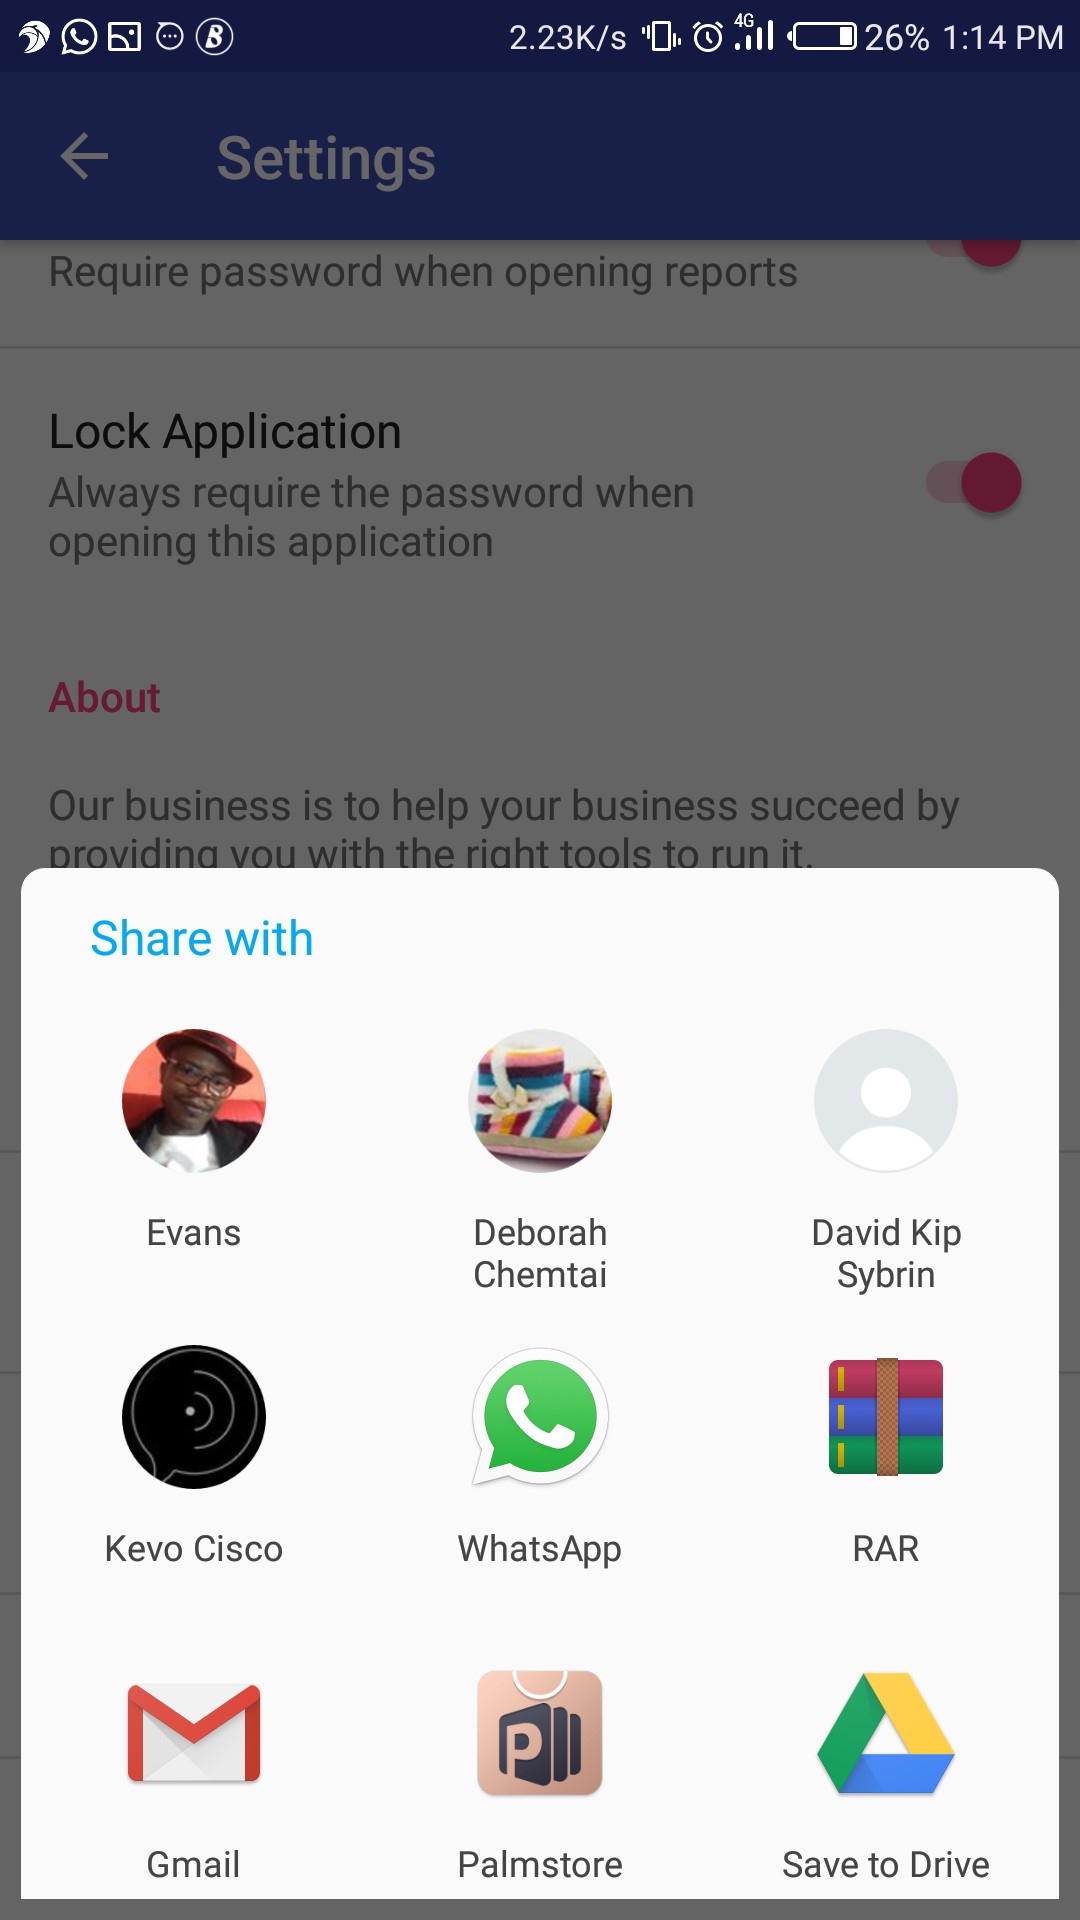 2.23K/s 4G 26% 1:14 PM
Settings
Require password when opening reports
Lock Application
Always require the password when
opening this application
About
Our business is to help your business succeed by
providing you with the right tools to run it.
Share with
Evans
Deborah
Chemtai
David Kip
Sybrin
Kevo Cisco
WhatsApp
RAR
Gmail
Palmstore
Save to Drive